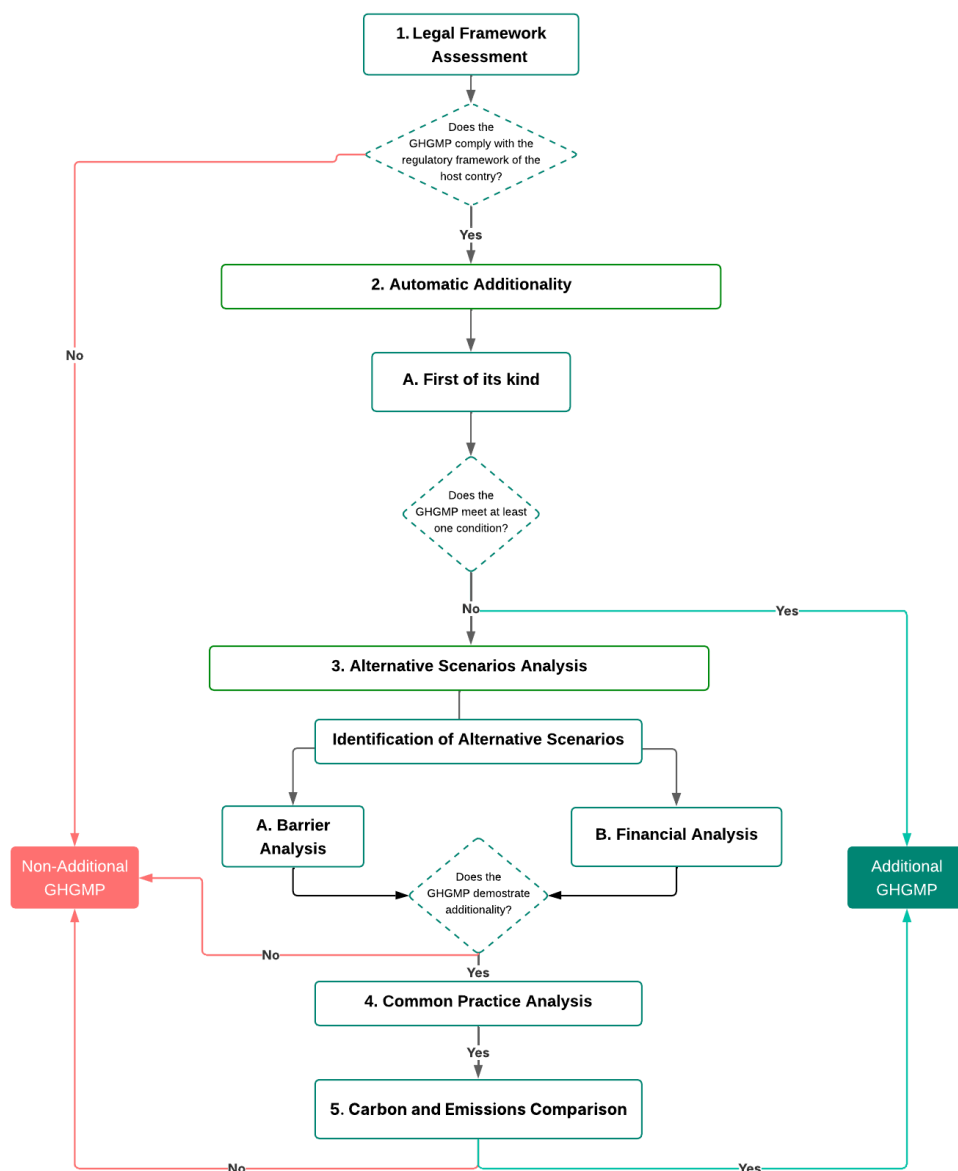 1. Legal Framework
Assessment
Does the
GHGMP comply with the
regulatory framework of the
host contry?
Yes
2. Automatic Additionality
No
A. First of its kind
Does the
GHGMP meet at least
one condition?
No
Yes
3. Alternative Scenarios Analysis
Identification of Alternative Scenarios
A. Barrier
Analysis
B. Financial Analysis
Non-Additional
GHGMP
Does the
GHGMP demostrate
additionality?
Additional
GHGMP
No
Yes
4. Common Practice Analysis
Yes
5. Carbon and Emissions Comparison
No
Yes